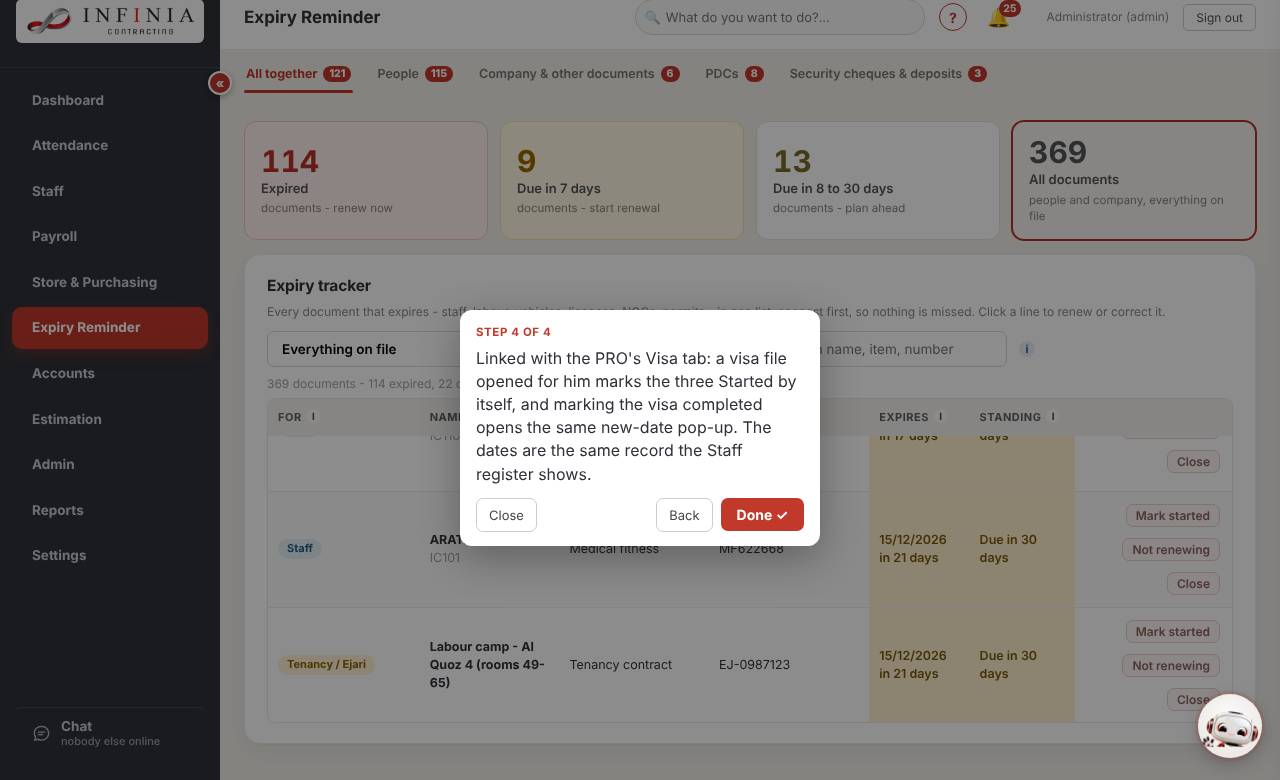 INFINIA
CONTRACTING
Expiry Reminder
What do you want to do?...
?
25
Administrator (admin)
Sign out
«
Dashboard
Attendance
Staff
Payroll
Store & Purchasing
Expiry Reminder
Accounts
Estimation
Admin
Reports
Settings
Chat
nobody else online
All together 121
People 115
Company & other documents 6
PDCs 8
Security cheques & deposits 3
114
Expired
documents - renew now
9
Due in 7 days
documents - start renewal
13
Due in 8 to 30 days
documents - plan ahead
369
All documents
people and company, everything on
file
Expiry tracker
Every document that expires - staff, labour, vehicles, licences, NOCs, permits - in one list, soonest first, so nothing is missed. Click a line to renew or correct it.
Everything on file
name, item, number
i
369 documents - 114 expired, 22
FOR i
EXPIRES i
STANDING i
in 17 days
days
Close
Staff
IC101
Medical fitness
MF622668
15/12/2026
in 21 days
Due in 30
days
Mark started
Not renewing
Close
Tenancy / Ejari
Labour camp - Al
Quoz 4 (rooms 49-
65)
Tenancy contract
EJ-0987123
15/12/2026
in 21 days
Due in 30
days
Mark started
Not renewing
Close
STEP 4 OF 4
Linked with the PRO's Visa tab: a visa file
opened for him marks the three Started by
itself, and marking the visa completed
opens the same new-date pop-up. The
dates are the same record the Staff
register shows.
Close
Back
Done ✓